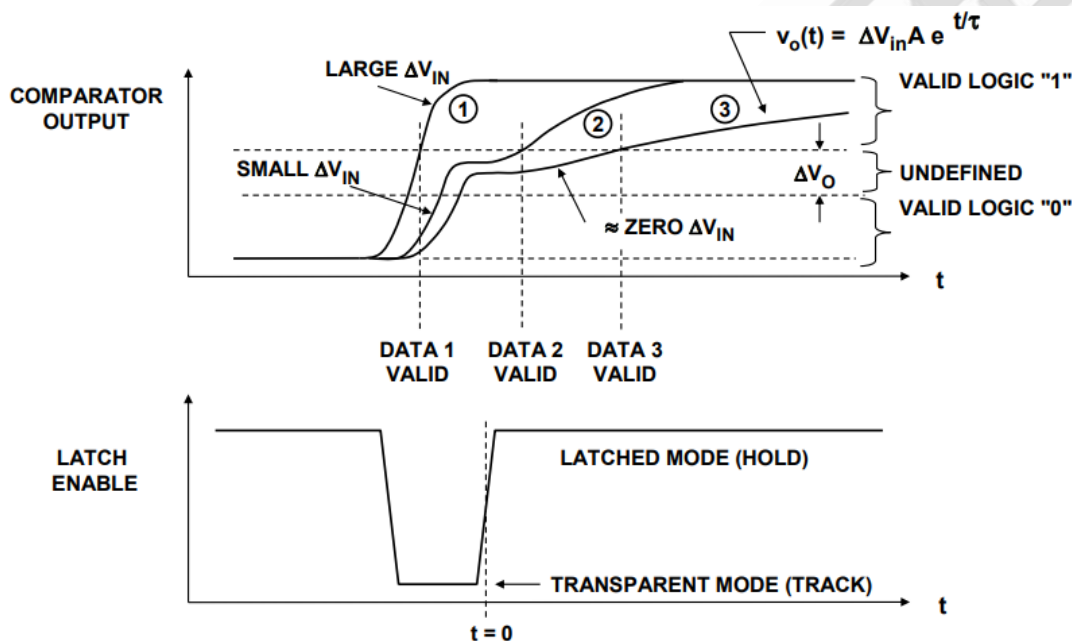 v₀(t) = ΔVinA e t/τ
LARGE ΔVIN
COMPARATOR
OUTPUT
VALID LOGIC "1"
1
2
3
SMALL ΔVIN
ΔVO
UNDEFINED
≈ ZERO ΔVIN
VALID LOGIC "0"
t
DATA 1
VALID
DATA 2
VALID
DATA 3
VALID
LATCH
ENABLE
LATCHED MODE (HOLD)
TRANSPARENT MODE (TRACK)
t
t = 0